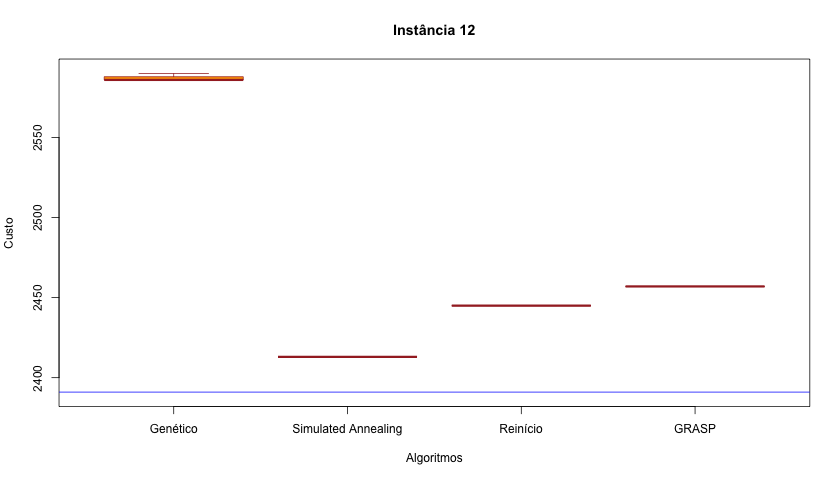 Instância 12
Custo
2550
2500
2450
2400
Genético
Simulated Annealing
Reinício
GRASP
Algoritmos